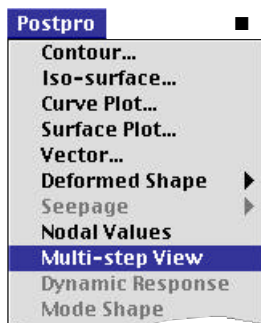 Postpro
Contour...
Iso-surface...
Curve Plot...
Surface Plot...
Vector...
Deformed Shape
Seepage
Nodal Values
Multi-step View
Dynamic Response
Mode Shape